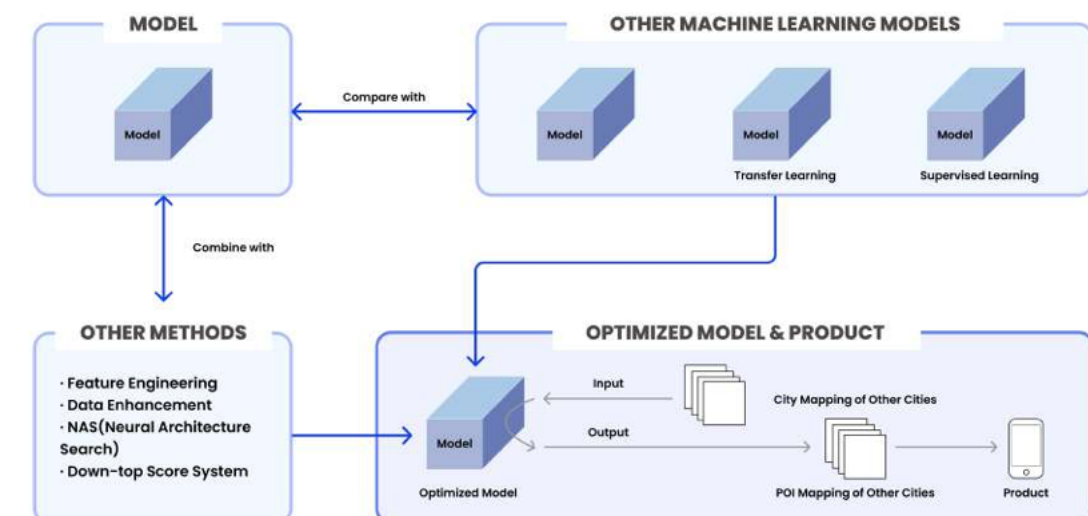 MODEL
Model
Compare with
OTHER MACHINE LEARNING MODELS
Model
Model
Transfer Learning
Model
Supervised Learning
Combine with
OTHER METHODS
· Feature Engineering
· Data Enhancement
· NAS(Neural Architecture
Search)
· Down-top Score System
OPTIMIZED MODEL & PRODUCT
Model
Optimized Model
Input
City Mapping of Other Cities
Output
POI Mapping of Other Cities
Product